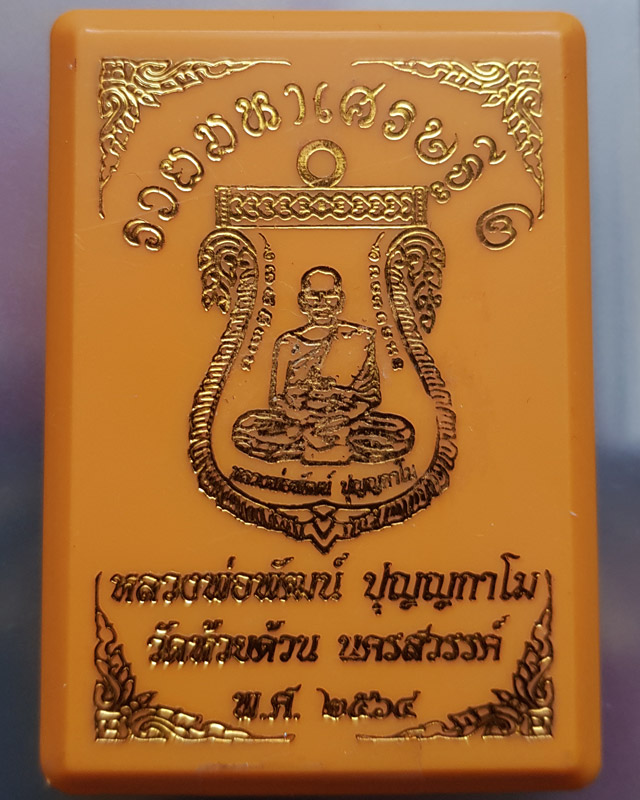 รวยมหาเศรษฐี ๓
หลวงพ่อพัฒน์ ปุญญกาโม
หลวงพ่อพัฒน์ ปุญญกาโม
วัดห้วยด้วน นครสวรรค์
พ.ศ. ๒๕๖๔